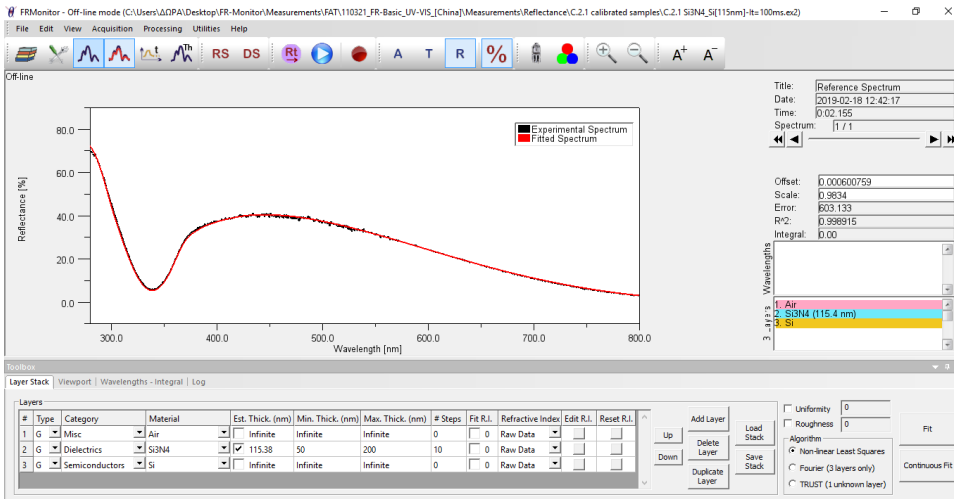 FRMonitor - Off-line mode (C:\Users\ΔΩPA\Desktop\FR-Monitor\Measurements\FAT\110321_FR-Basic_UV-VIS_[China]\Measurements\Reflectance\C.2.1 calibrated samples\C.2.1 Si3N4_Si[115nm]-It=100ms.ex2)
File Edit View Acquisition Processing Utilities Help
t Th RS DS Rt A T R % A+ A-
Off-line
Title: Reference Spectrum
Date: 2019-02-18 12:42:17
Time: 0:02.155
Spectrum: 1 / 1
Experimental Spectrum
Fitted Spectrum
80.0
60.0
40.0
20.0
0.0
Reflectance [%]
300.0 400.0 500.0 600.0 700.0 800.0
Wavelength [nm]
Offset: 0.000600759
Scale: 0.9834
Error: 603.133
R^2: 0.998915
Integral: 0.00
Wavelengths
1. Air
2. Si3N4 (115.4 nm)
3. Si
Toolbox
Layer Stack Viewport Wavelengths - Integral Log
Layers
# Type Category Material Est. Thick. (nm) Min. Thick. (nm) Max. Thick. (nm) # Steps Fit R.I. Refractive Index Edit R.I. Reset R.I.
1 G Misc Air Infinite Infinite Infinite 0 0 Raw Data
2 G Dielectrics Si3N4 115.38 50 200 10 0 Raw Data
3 G Semiconductors Si Infinite Infinite Infinite 0 0 Raw Data
Up
Down
Add Layer
Delete Layer
Duplicate Layer
Load Stack
Save Stack
Uniformity 0
Roughness 0
Algorithm
Non-linear Least Squares
Fourier (3 layers only)
TRUST (1 unknown layer)
Fit
Continuous Fit